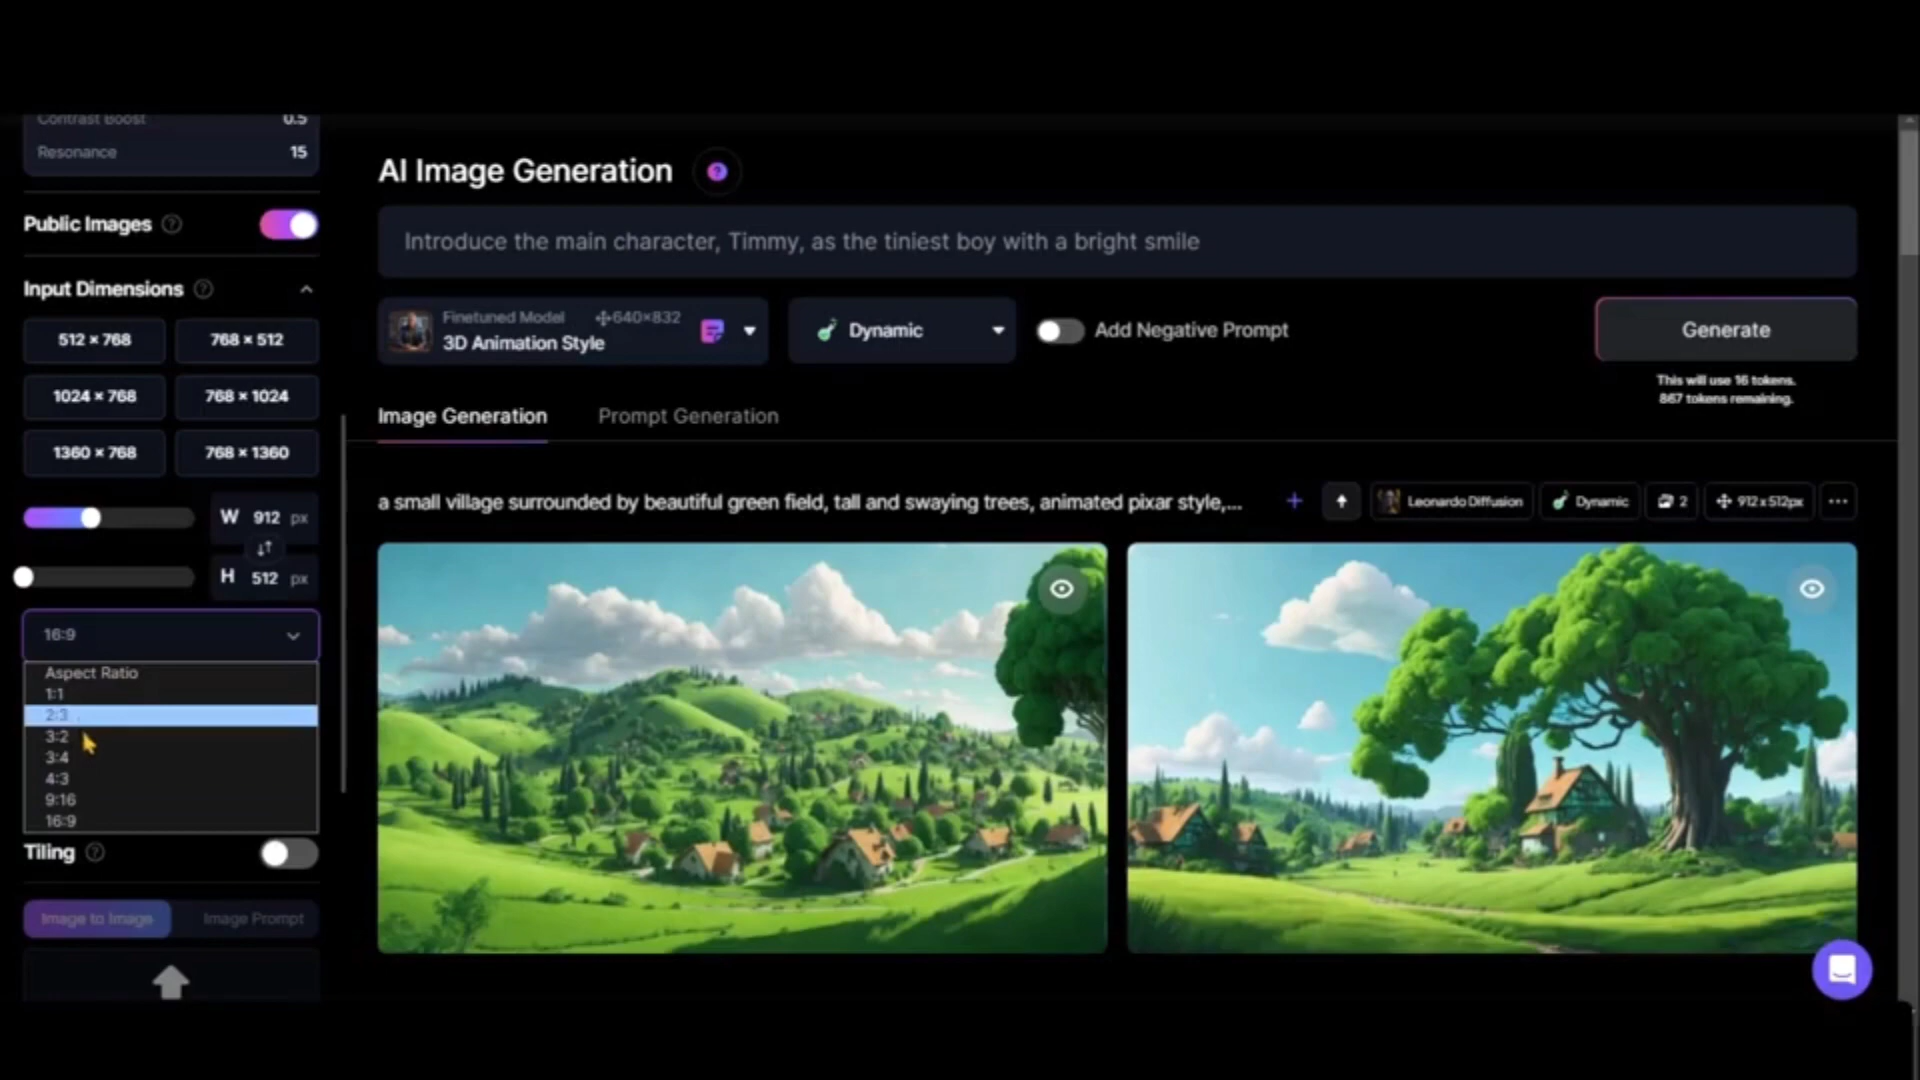 Contrast Boost 0.5
Resonance 15
Public Images ?
Input Dimensions ?
512 × 768 768 × 512
1024 × 768 768 × 1024
1360 × 768 768 × 1360
W 912 px
H 512 px
16:9
Aspect Ratio
1:1
2:3
3:2
3:4
4:3
9:16
16:9
Tiling ?
Image to Image Image Prompt
AI Image Generation ?
Introduce the main character, Timmy, as the tiniest boy with a bright smile
Finetuned Model 640×832
3D Animation Style
Dynamic
Add Negative Prompt
Generate
This will use 16 tokens.
867 tokens remaining.
Image Generation Prompt Generation
a small village surrounded by beautiful green field, tall and swaying trees, animated pixar style,... + Leonardo Diffusion Dynamic 2 912 x 512px ...